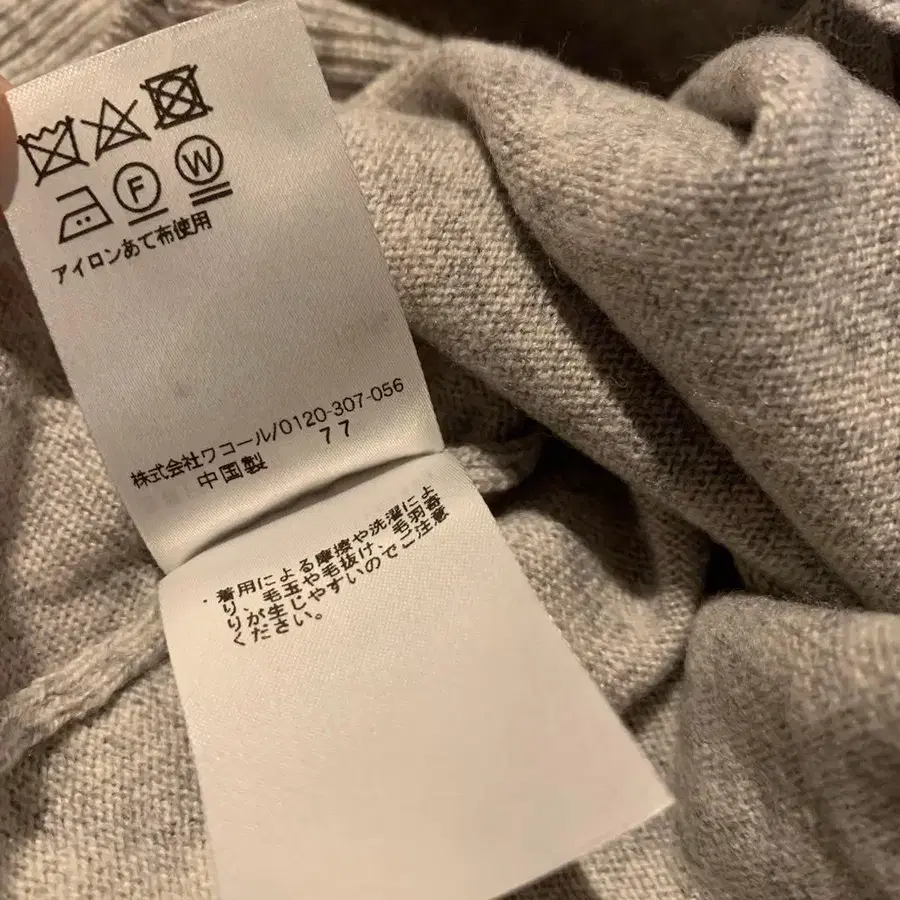 F W
アイロンあて布使用
株式会社ワコール/0120-307-056
中国製 77
・着用による摩擦や洗濯によ
り、毛玉や毛抜け、毛羽寄
りが生じやすいのでご注意
ください。